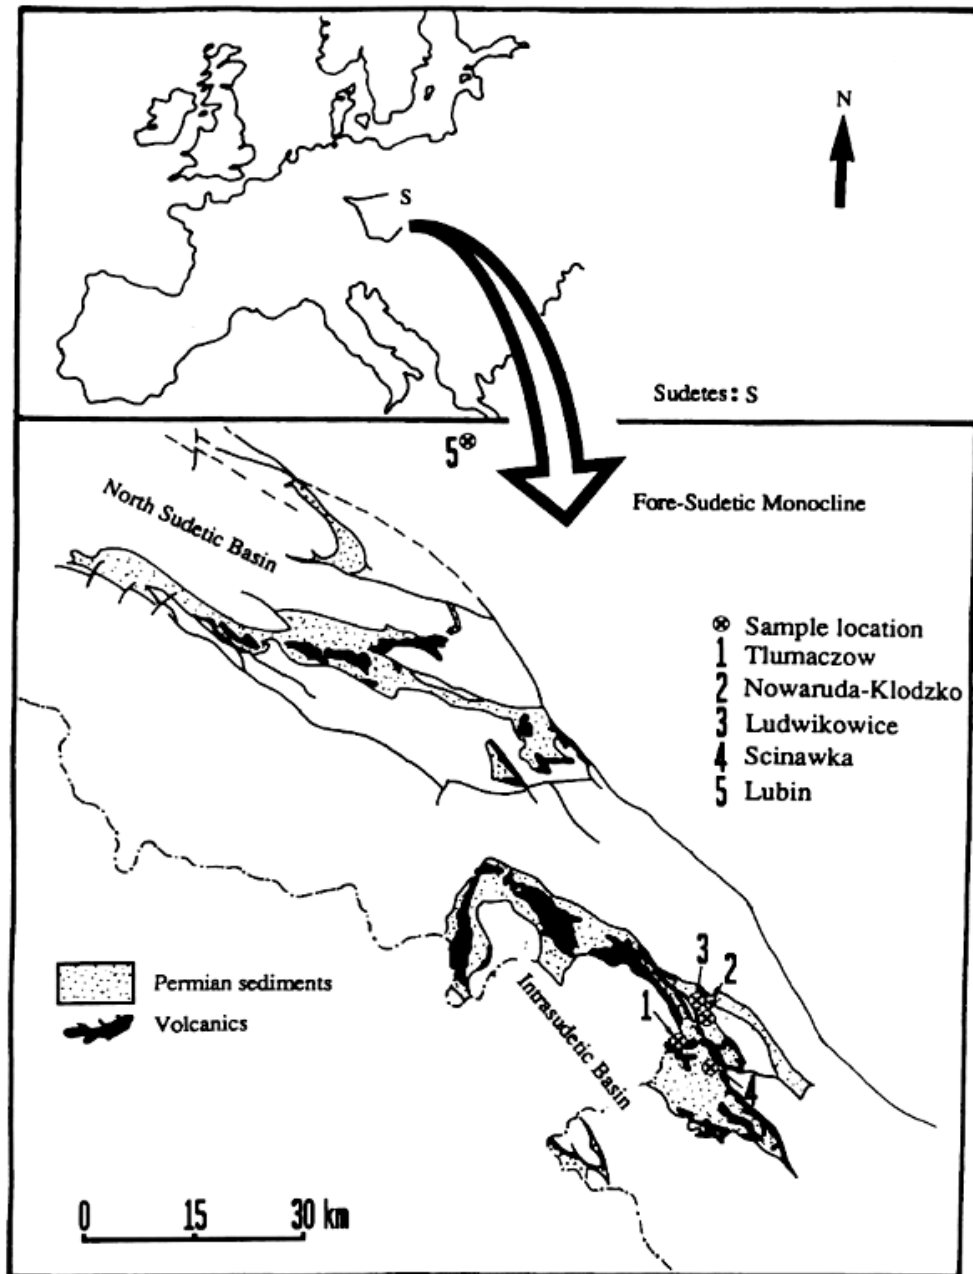 N
S
Sudetes: S
5
Fore-Sudetic Monocline
North Sudetic Basin
Sample location
1 Tlumaczow
2 Nowaruda-Klodzko
3 Ludwikowice
4 Scinawka
5 Lubin
3
2
1
4
Intrasudetic Basin
Permian sediments
Volcanics
0 15 30 km